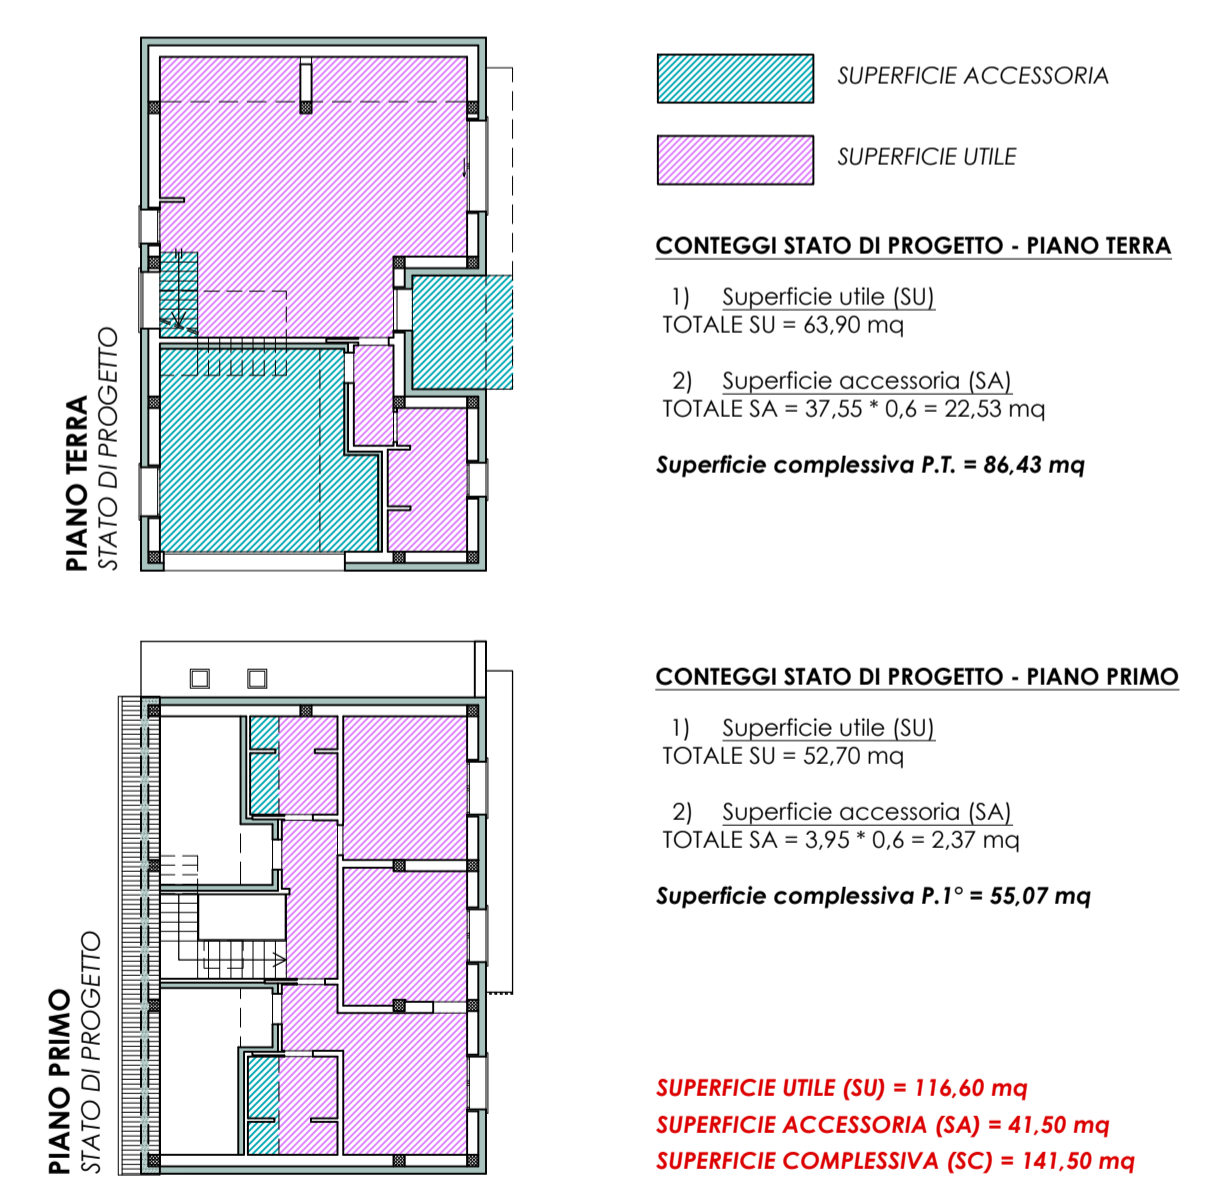 SUPERFICIE ACCESSORIA
SUPERFICIE UTILE
CONTEGGI STATO DI PROGETTO - PIANO TERRA
1) Superficie utile (SU)
TOTALE SU = 63,90 mq
2) Superficie accessoria (SA)
TOTALE SA = 37,55 * 0,6 = 22,53 mq
Superficie complessiva P.T. = 86,43 mq
PIANO TERRA
STATO DI PROGETTO
CONTEGGI STATO DI PROGETTO - PIANO PRIMO
1) Superficie utile (SU)
TOTALE SU = 52,70 mq
2) Superficie accessoria (SA)
TOTALE SA = 3,95 * 0,6 = 2,37 mq
Superficie complessiva P.1° = 55,07 mq
PIANO PRIMO
STATO DI PROGETTO
SUPERFICIE UTILE (SU) = 116,60 mq
SUPERFICIE ACCESSORIA (SA) = 41,50 mq
SUPERFICIE COMPLESSIVA (SC) = 141,50 mq